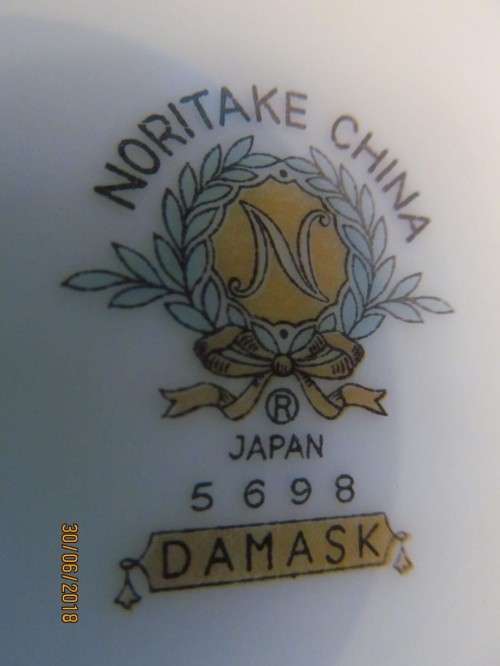 NORITAKE CHINA
N
®
JAPAN
5698
DAMASK
30/06/2018